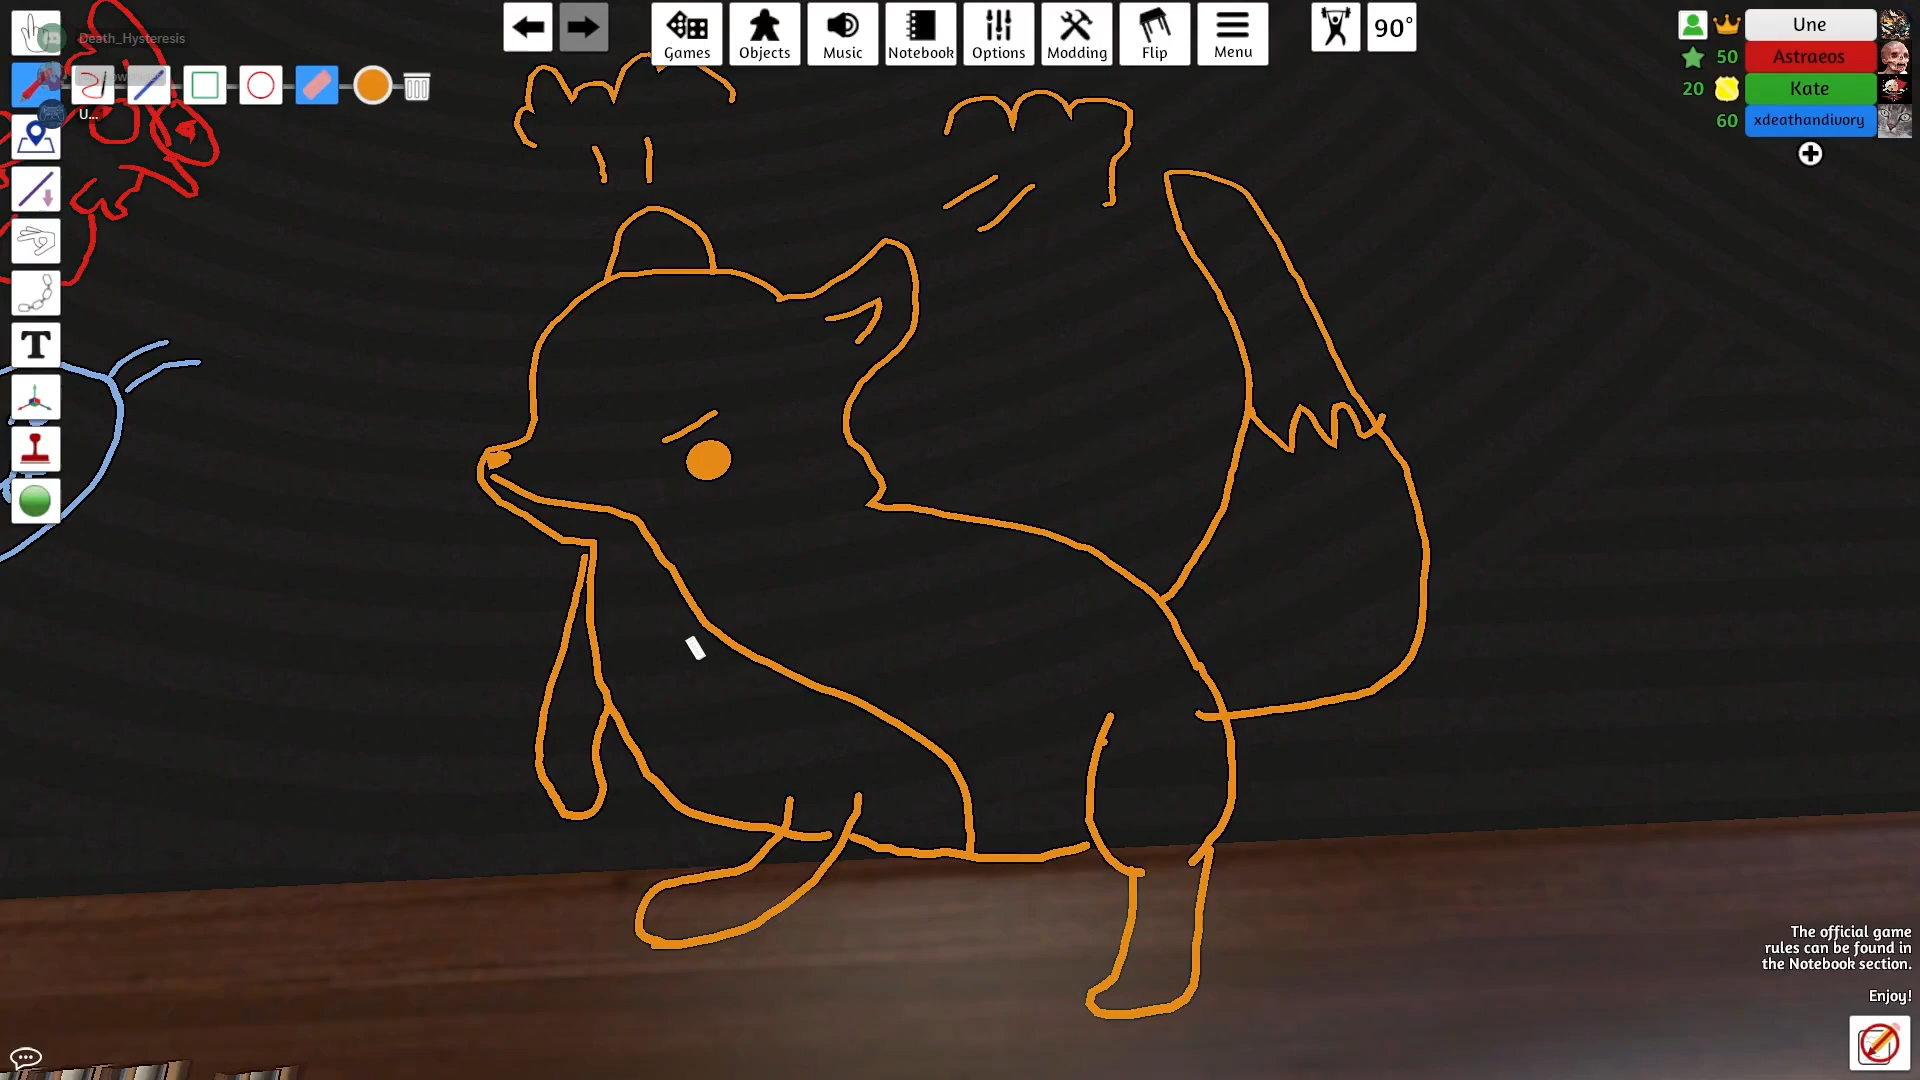 Death_Hysteresis
U...
Games
Objects
Music
Notebook
Options
Modding
Flip
Menu
90°
Une
50
Astraeos
20
Kate
60
xdeathandivory
T
The official game
rules can be found in
the Notebook section.
Enjoy!